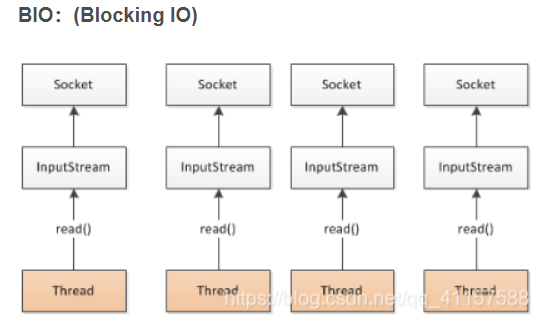 BIO：(Blocking IO)
Socket Socket Socket Socket
InputStream InputStream InputStream InputStream
read() read() read() read()
Thread Thread Thread Thread
https://blog.csdn.net/qq_41157588